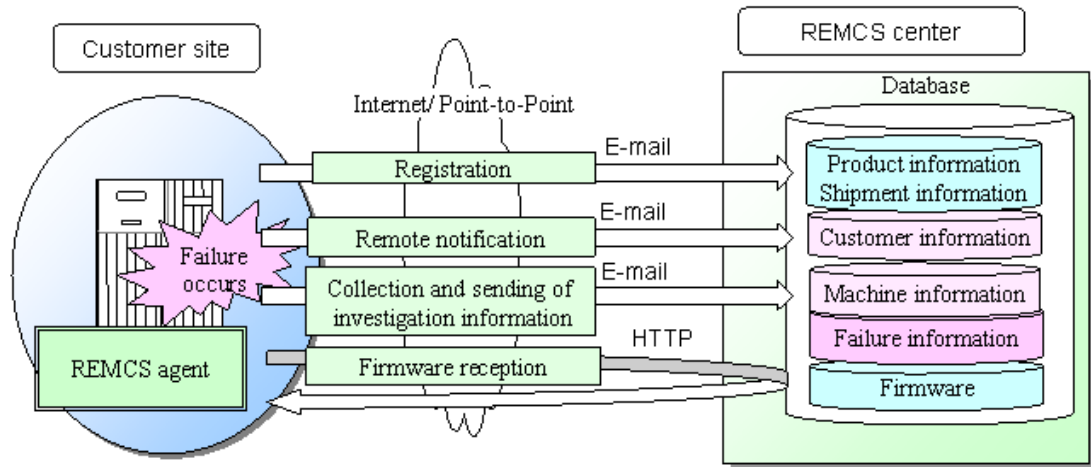 Customer site
REMCS center
Database
Internet/ Point-to-Point
E-mail
Registration
Product information
Shipment information
E-mail
Remote notification
Customer information
Failure
occurs
E-mail
Collection and sending of
investigation information
Machine information
HTTP
Failure information
REMCS agent
Firmware reception
Firmware